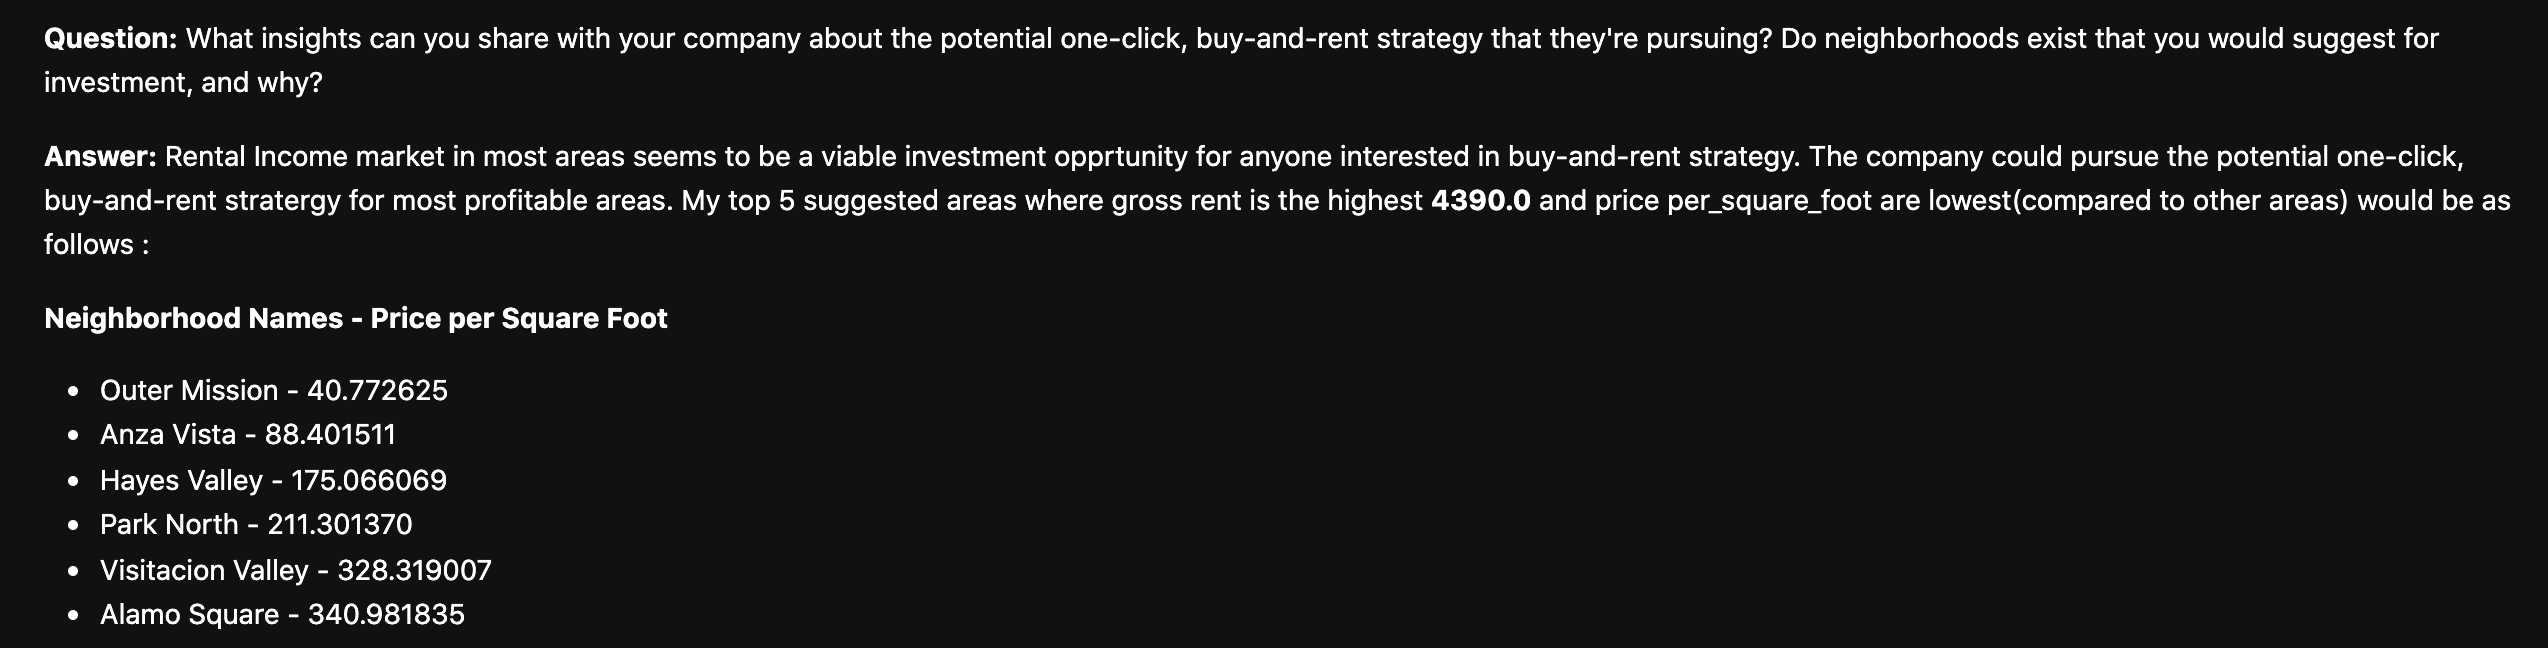 Question: What insights can you share with your company about the potential one-click, buy-and-rent strategy that they're pursuing? Do neighborhoods exist that you would suggest for
investment, and why?
Answer: Rental Income market in most areas seems to be a viable investment opprtunity for anyone interested in buy-and-rent strategy. The company could pursue the potential one-click,
buy-and-rent stratergy for most profitable areas. My top 5 suggested areas where gross rent is the highest 4390.0 and price per_square_foot are lowest(compared to other areas) would be as
follows :
Neighborhood Names - Price per Square Foot
• Outer Mission - 40.772625
• Anza Vista - 88.401511
• Hayes Valley - 175.066069
• Park North - 211.301370
• Visitacion Valley - 328.319007
• Alamo Square - 340.981835